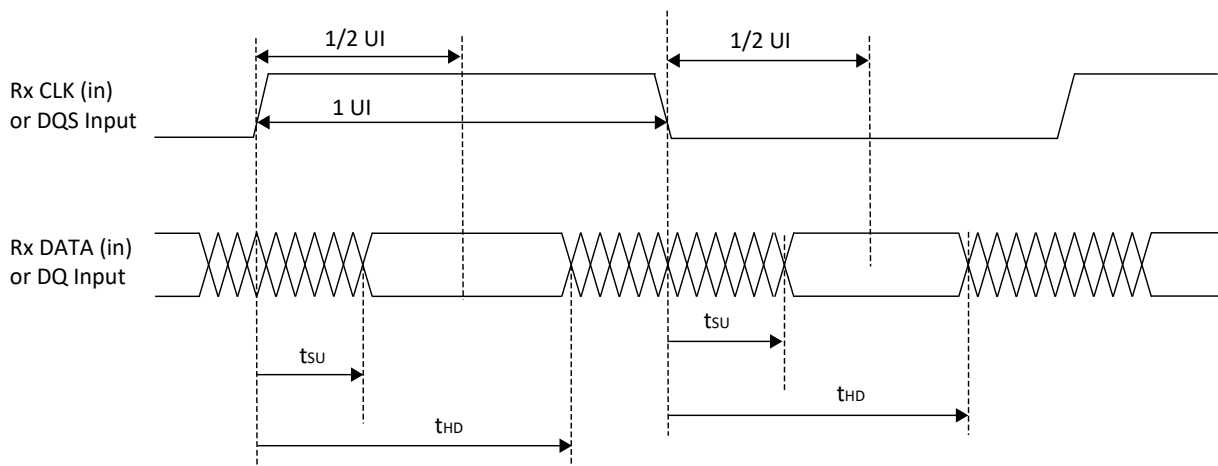 1/2 UI
1/2 UI
Rx CLK (in)
or DQS Input
1 UI
Rx DATA (in)
or DQ Input
tSU
tSU
tHD
tHD